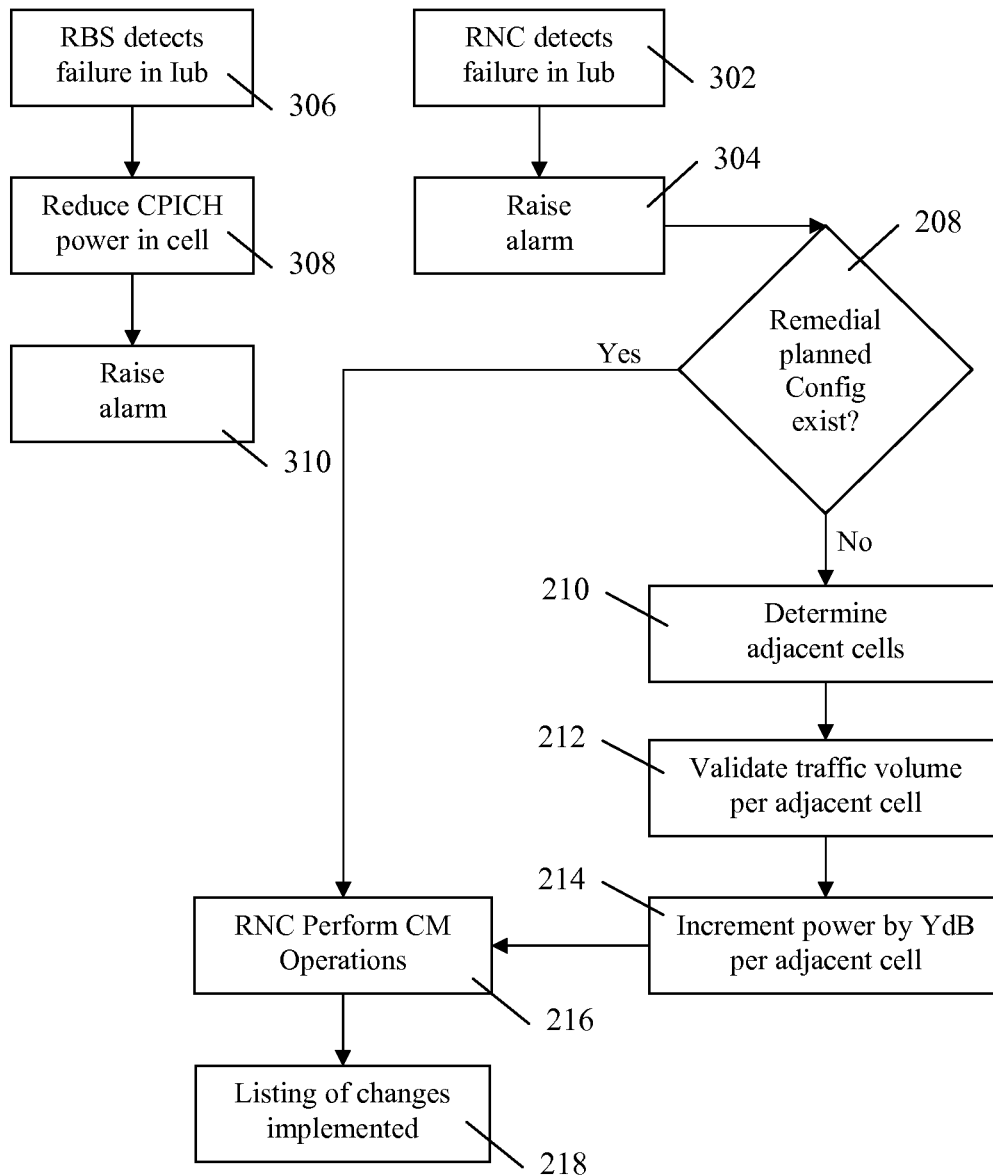 RBS detects
failure in Iub
306
RNC detects
failure in Iub
302
Reduce CPICH
power in cell
308
Raise
alarm
304
208
Remedial
planned
Config
exist?
Yes
No
Raise
alarm
310
210
Determine
adjacent cells
212
Validate traffic volume
per adjacent cell
214
Increment power by YdB
per adjacent cell
RNC Perform CM
Operations
216
Listing of changes
implemented
218